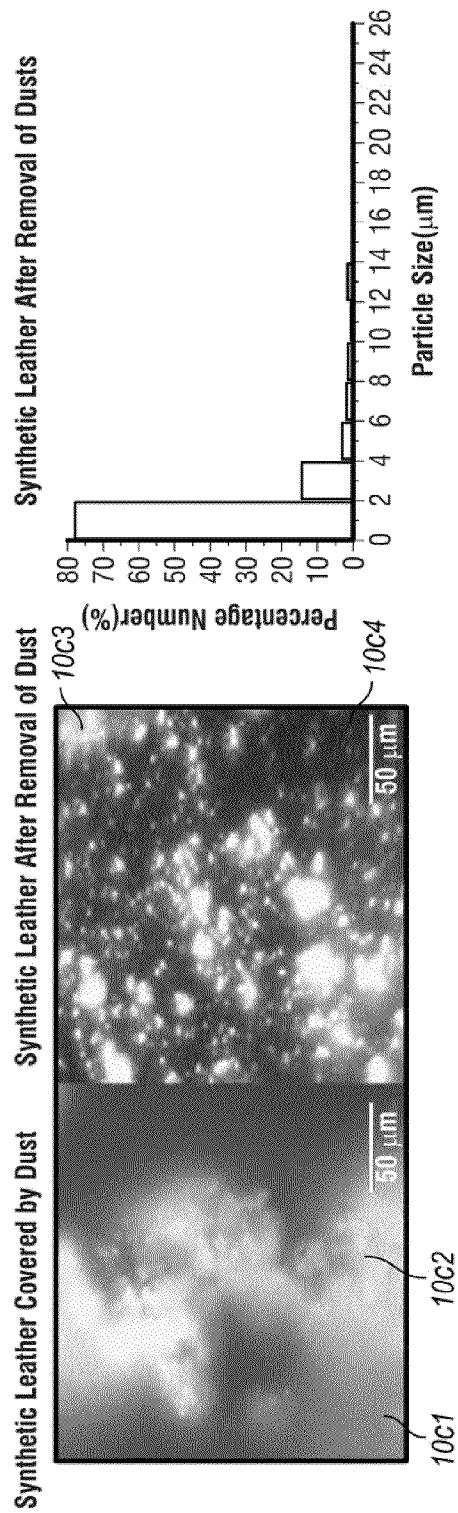 Synthetic Leather Covered by Dust
Synthetic Leather After Removal of Dust
Synthetic Leather After Removal of Dusts
10c3
10c4
50 µm
50 µm
10c1
10c2
Percentage Number(%)
80
70
60
50
40
30
20
10
0
0 2 4 6 8 10 12 14 16 18 20 22 24 26
Particle Size(µm)